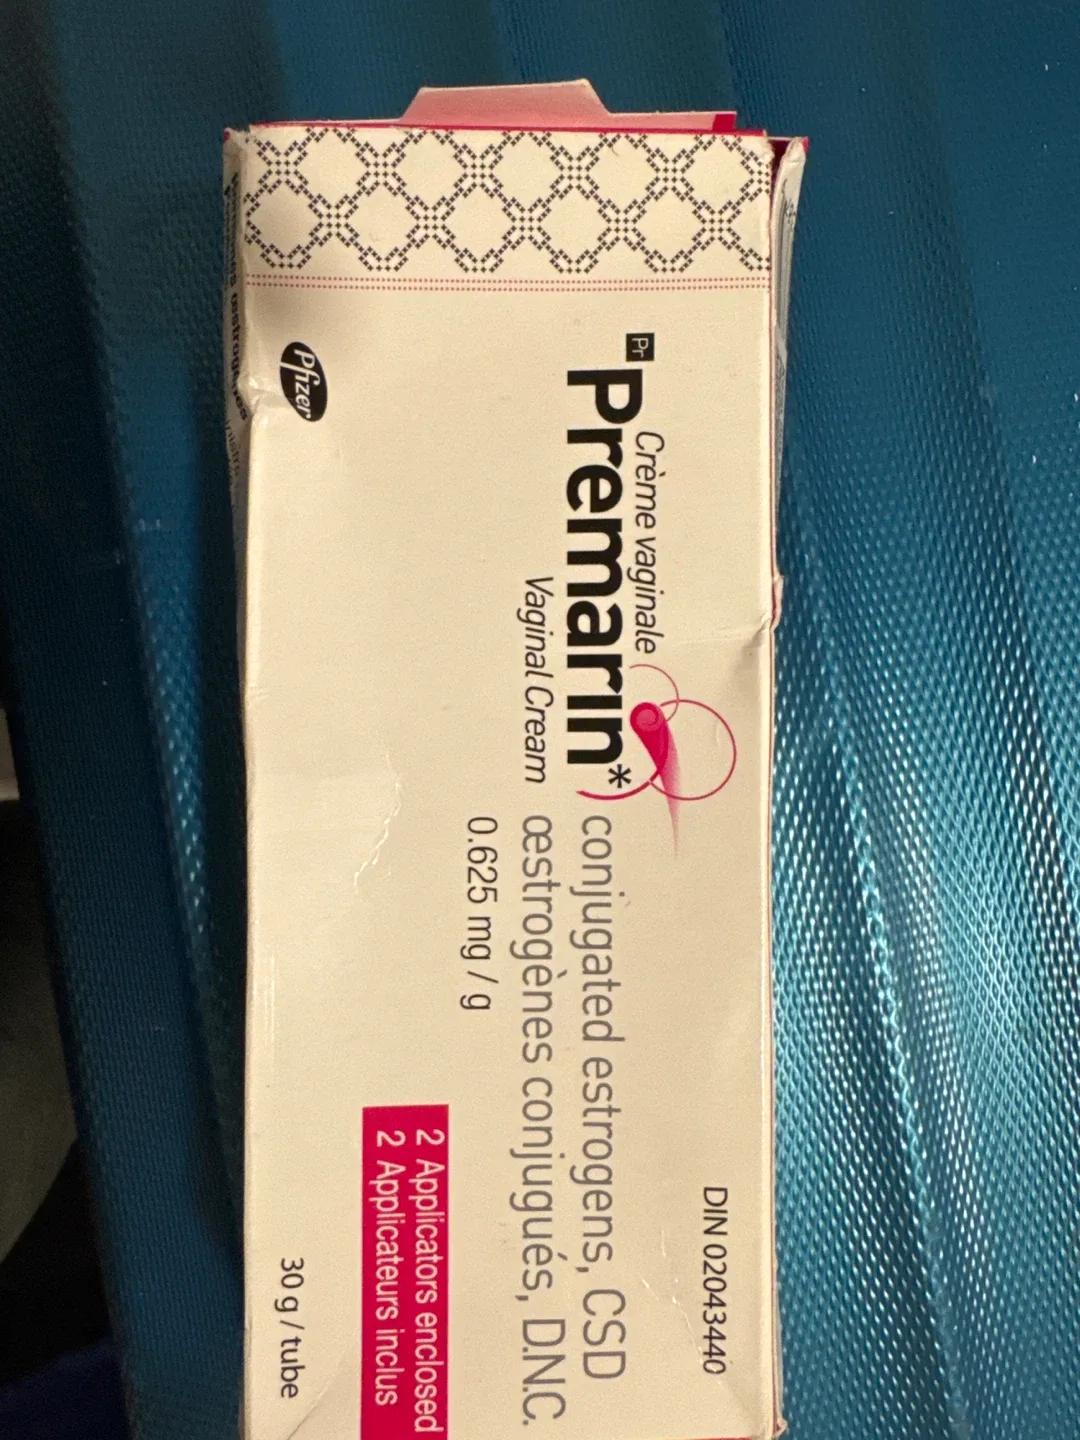 DIN 02043440
Pr
Crème vaginale
Premarin*
Vaginal Cream
conjugated estrogens, CSD
œstrogènes conjugués, D.N.C.
0.625 mg / g
2 Applicators enclosed
2 Applicateurs inclus
Pfizer
30 g / tube